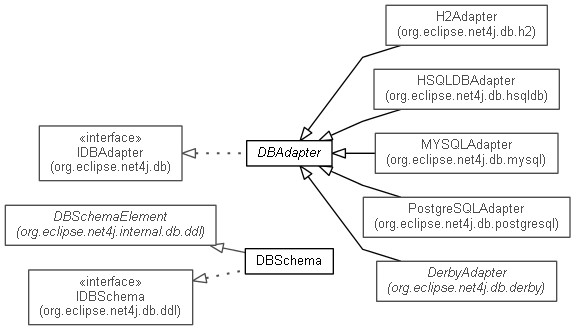 H2Adapter
(org.eclipse.net4j.db.h2)
HSQLDBAdapter
(org.eclipse.net4j.db.hsqldb)
«interface»
IDBAdapter
(org.eclipse.net4j.db)
DBAdapter
MYSQLAdapter
(org.eclipse.net4j.db.mysql)
PostgreSQLAdapter
(org.eclipse.net4j.db.postgresql)
DBSchemaElement
(org.eclipse.net4j.internal.db.ddl)
DBSchema
DerbyAdapter
(org.eclipse.net4j.db.derby)
«interface»
IDBSchema
(org.eclipse.net4j.db.ddl)